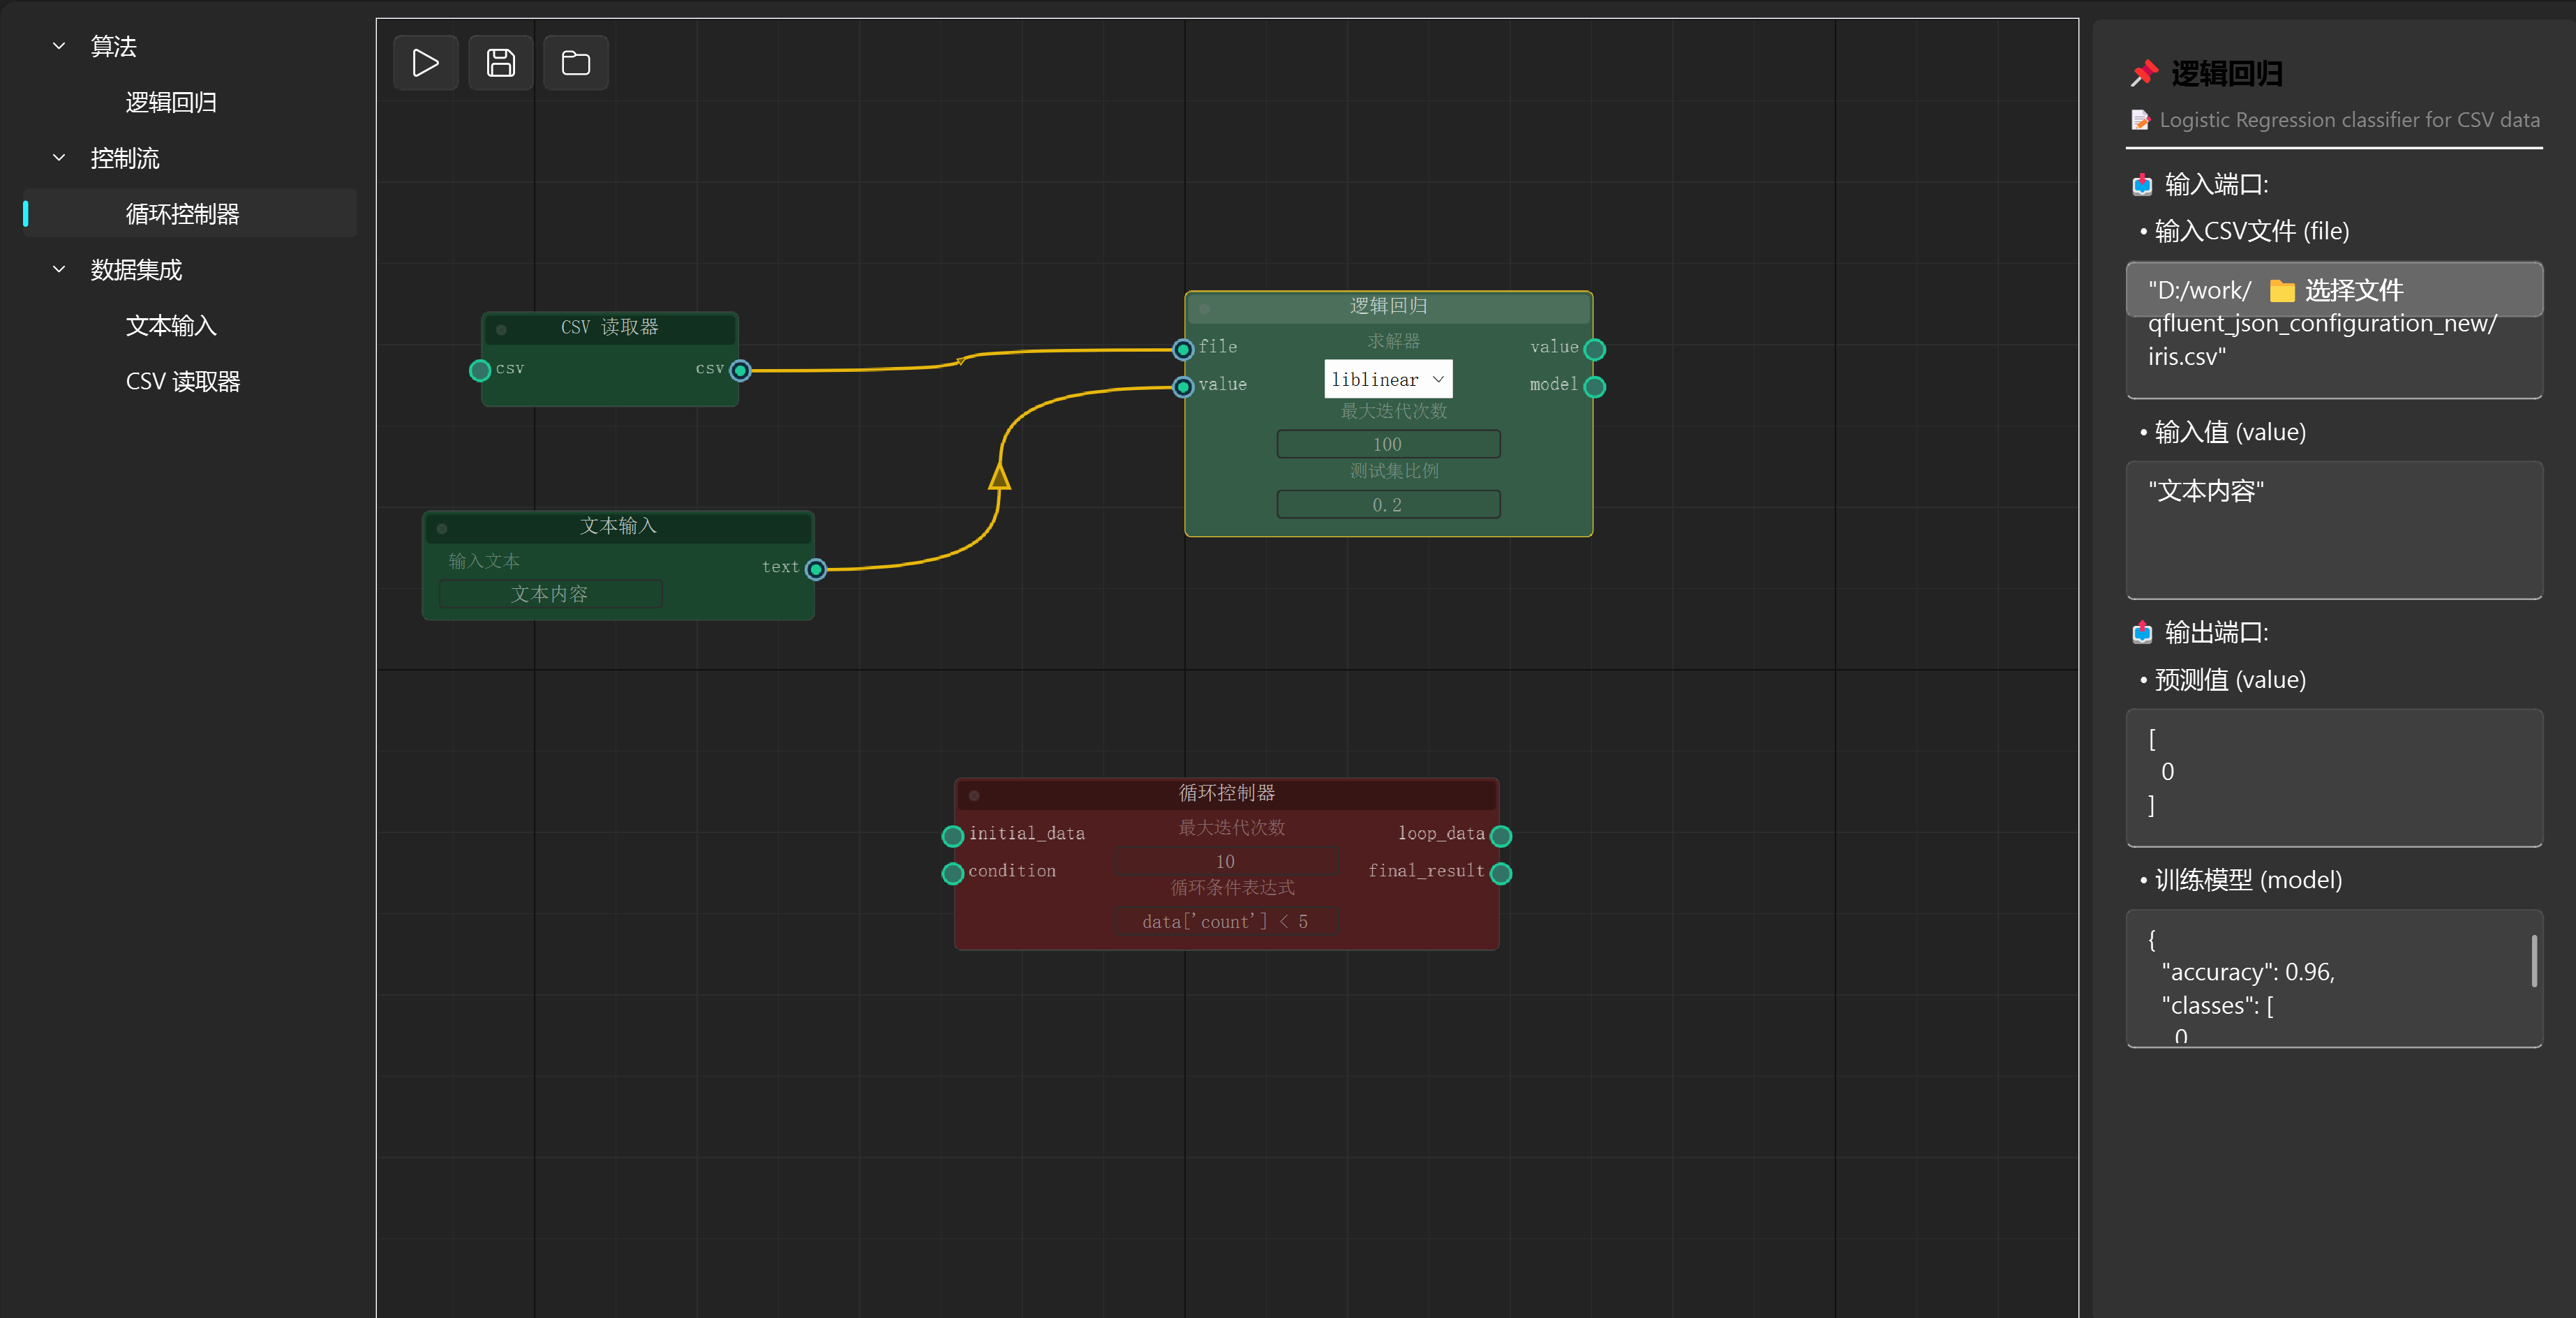 算法
逻辑回归
控制流
循环控制器
数据集成
文本输入
CSV 读取器
CSV 读取器
csv
csv
文本输入
输入文本
text
文本内容
逻辑回归
file
求解器
value
value
liblinear
model
最大迭代次数
100
测试集比例
0.2
循环控制器
initial_data
最大迭代次数
loop_data
10
condition
final_result
循环条件表达式
data['count'] < 5
逻辑回归
Logistic Regression classifier for CSV data
输入端口:
• 输入CSV文件 (file)
"D:/work/ 选择文件
qfluent_json_configuration_new/
iris.csv"
• 输入值 (value)
"文本内容"
输出端口:
• 预测值 (value)
[
0
]
• 训练模型 (model)
{
"accuracy": 0.96,
"classes": [
0